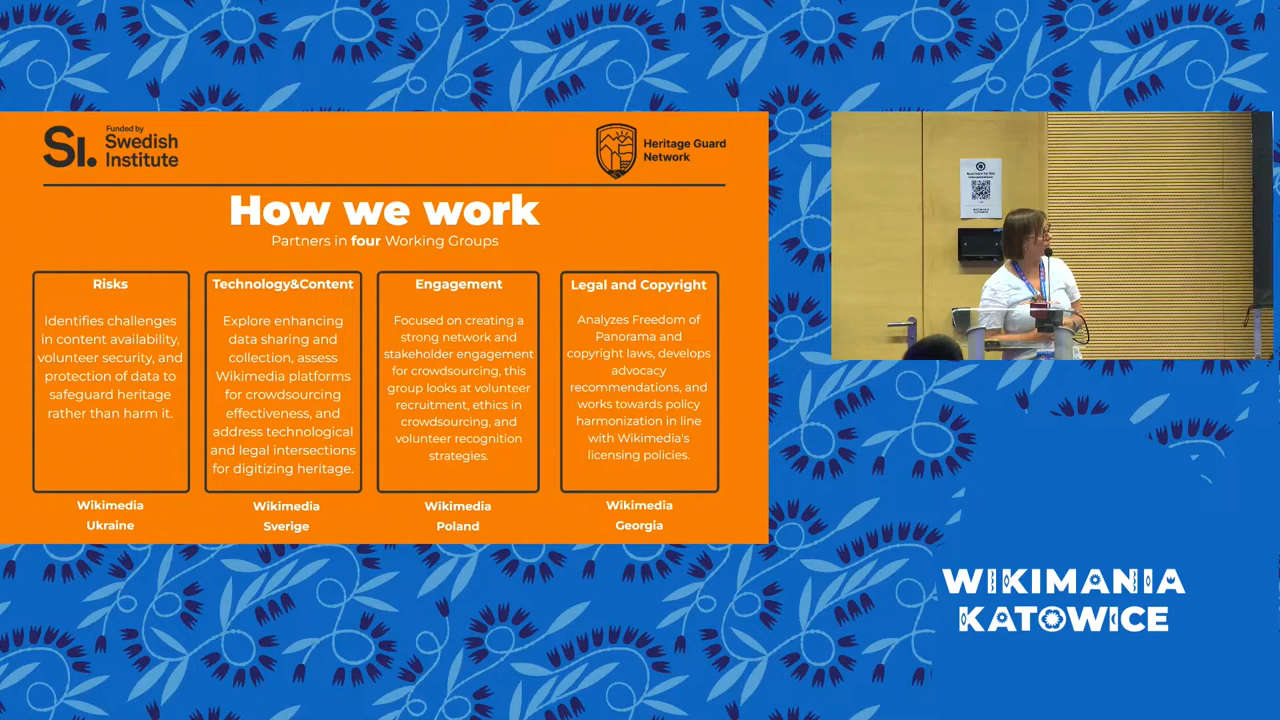 Funded by
SI. Swedish
Institute
Heritage Guard
Network
How we work
Partners in four Working Groups
Risks
Identifies challenges
in content availability,
volunteer security, and
protection of data to
safeguard heritage
rather than harm it.
Wikimedia
Ukraine
Technology&Content
Explore enhancing
data sharing and
collection, assess
Wikimedia platforms
for crowdsourcing
effectiveness, and
address technological
and legal intersections
for digitizing heritage.
Wikimedia
Sverige
Engagement
Focused on creating a
strong network and
stakeholder engagement
for crowdsourcing, this
group looks at volunteer
recruitment, ethics in
crowdsourcing, and
volunteer recognition
strategies.
Wikimedia
Poland
Legal and Copyright
Analyzes Freedom of
Panorama and
copyright laws, develops
advocacy
recommendations, and
works towards policy
harmonization in line
with Wikimedia's
licensing policies.
Wikimedia
Georgia
WIKIMANIA
KATOWICE